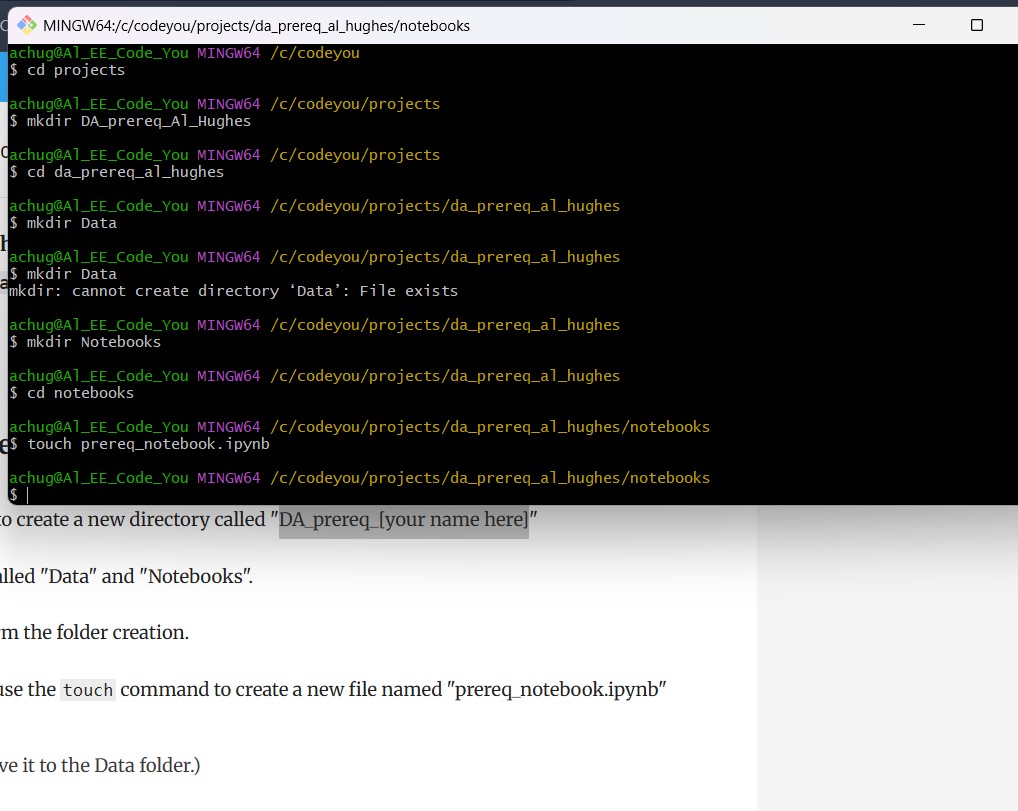 MINGW64:/c/codeyou/projects/da_prereq_al_hughes/notebooks
achug@Al_EE_Code_You MINGW64 /c/codeyou
$ cd projects
achug@Al_EE_Code_You MINGW64 /c/codeyou/projects
$ mkdir DA_prereq_Al_Hughes
achug@Al_EE_Code_You MINGW64 /c/codeyou/projects
$ cd da_prereq_al_hughes
achug@Al_EE_Code_You MINGW64 /c/codeyou/projects/da_prereq_al_hughes
$ mkdir Data
achug@Al_EE_Code_You MINGW64 /c/codeyou/projects/da_prereq_al_hughes
$ mkdir Data
mkdir: cannot create directory ‘Data’: File exists
achug@Al_EE_Code_You MINGW64 /c/codeyou/projects/da_prereq_al_hughes
$ mkdir Notebooks
achug@Al_EE_Code_You MINGW64 /c/codeyou/projects/da_prereq_al_hughes
$ cd notebooks
achug@Al_EE_Code_You MINGW64 /c/codeyou/projects/da_prereq_al_hughes/notebooks
$ touch prereq_notebook.ipynb
achug@Al_EE_Code_You MINGW64 /c/codeyou/projects/da_prereq_al_hughes/notebooks
$
to create a new directory called "DA_prereq_[your name here]"
"Data" and "Notebooks".
the folder creation.
the touch command to create a new file named "prereq_notebook.ipynb"
it to the Data folder.)